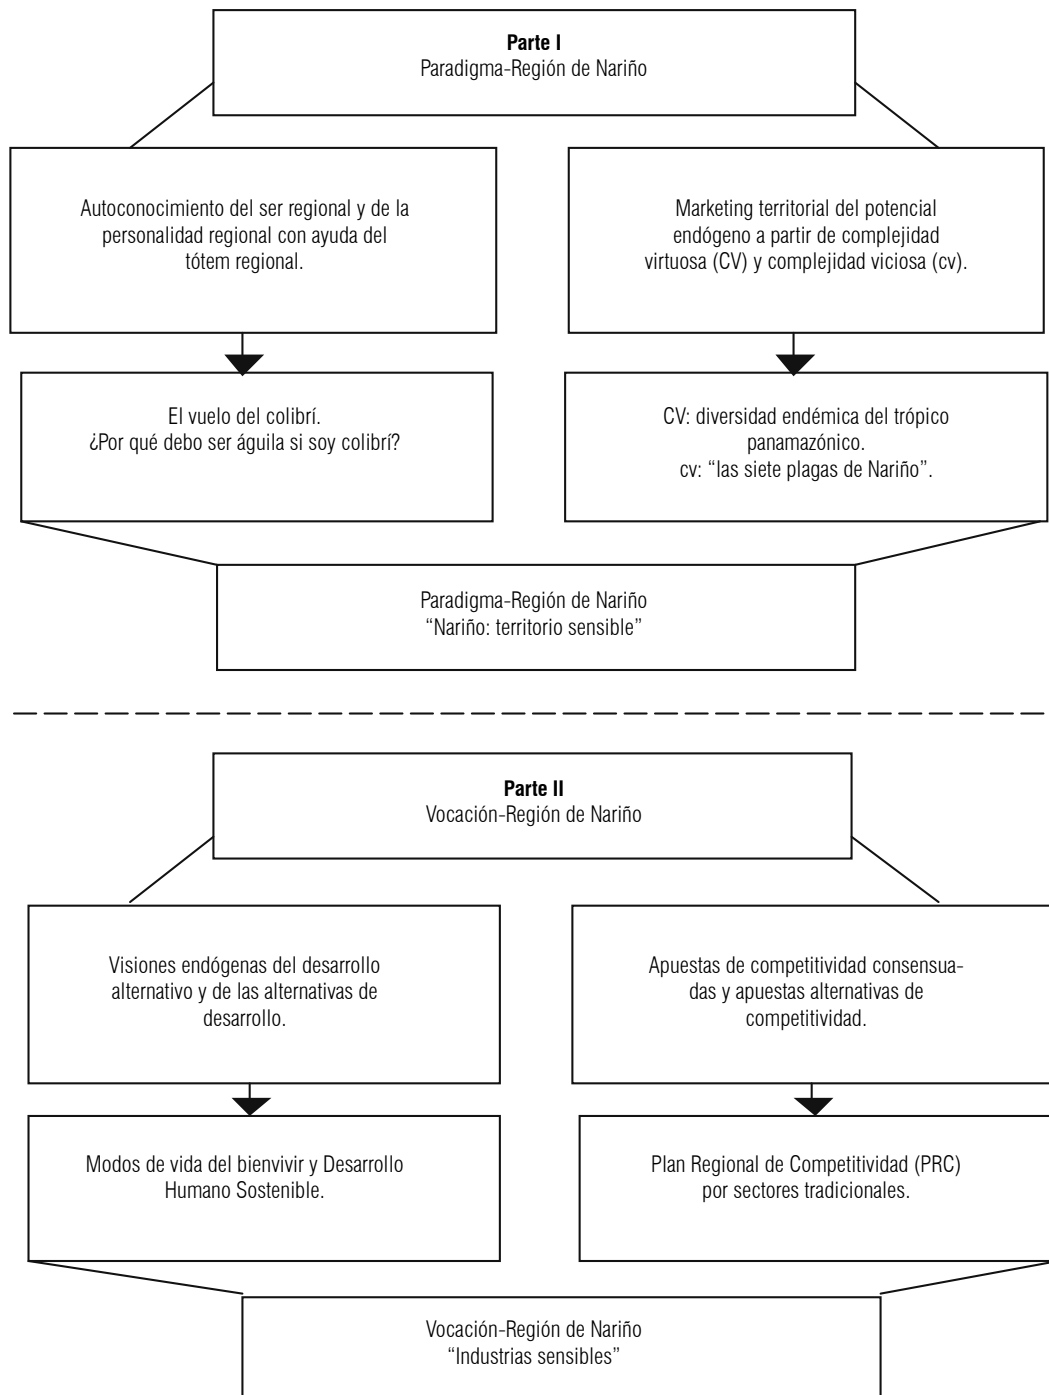 Parte I
Paradigma-Región de Nariño
Autoconocimiento del ser regional y de la
personalidad regional con ayuda del
tótem regional.
Marketing territorial del potencial
endógeno a partir de complejidad
virtuosa (CV) y complejidad viciosa (cv).
El vuelo del colibrí.
¿Por qué debo ser águila si soy colibrí?
CV: diversidad endémica del trópico
panamazónico.
cv: “las siete plagas de Nariño”.
Paradigma-Región de Nariño
“Nariño: territorio sensible”
Parte II
Vocación-Región de Nariño
Visiones endógenas del desarrollo
alternativo y de las alternativas de
desarrollo.
Apuestas de competitividad consensua-
das y apuestas alternativas de
competitividad.
Modos de vida del bienvivir y Desarrollo
Humano Sostenible.
Plan Regional de Competitividad (PRC)
por sectores tradicionales.
Vocación-Región de Nariño
“Industrias sensibles”